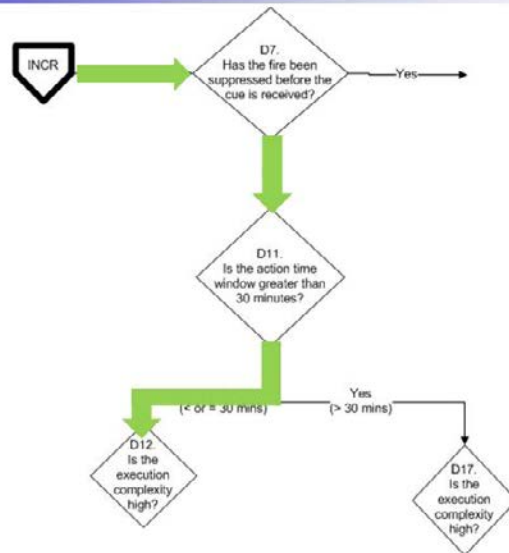 INCR
D7.
Has the fire been
suppressed before the
cue is received?
Yes
D11.
Is the action time
window greater than
30 minutes?
(< or = 30 mins)
Yes
(> 30 mins)
D12.
Is the
execution
complexity
high?
D17.
Is the
execution
complexity
high?